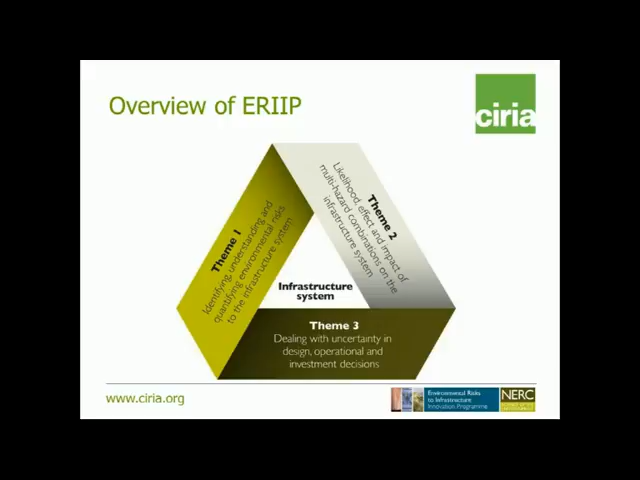 Overview of ERIIP
ciria
Theme 1
Identifying, understanding and
quantifying environmental risks
to the infrastructure system
Theme 2
Likelihood, effect and impact of
multi-hazard combinations on the
infrastructure system
Infrastructure
system
Theme 3
Dealing with uncertainty in
design, operational and
investment decisions
www.ciria.org
Environmental Risks
to Infrastructure
Innovation Programme
NERC